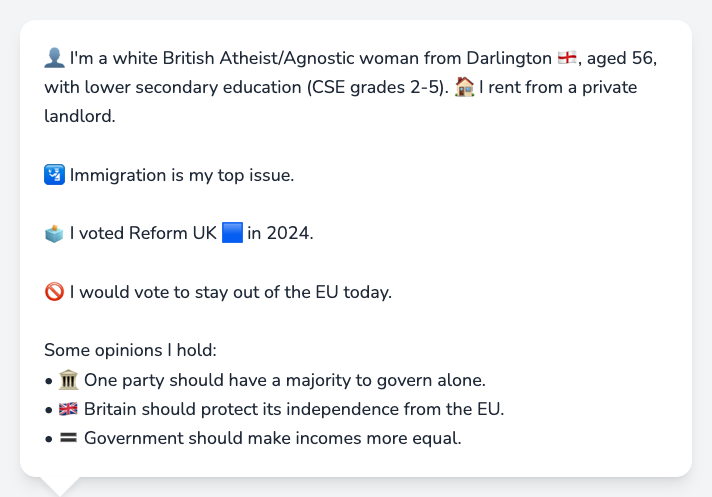 👤 I'm a white British Atheist/Agnostic woman from Darlington 🏴󠁧󠁢󠁥󠁮󠁧󠁿, aged 56,
with lower secondary education (CSE grades 2-5). 🏠 I rent from a private
landlord.
🛂 Immigration is my top issue.
🗳️ I voted Reform UK 🟦 in 2024.
🚫 I would vote to stay out of the EU today.
Some opinions I hold:
• 🏛️ One party should have a majority to govern alone.
• 🇬🇧 Britain should protect its independence from the EU.
• 🟰 Government should make incomes more equal.